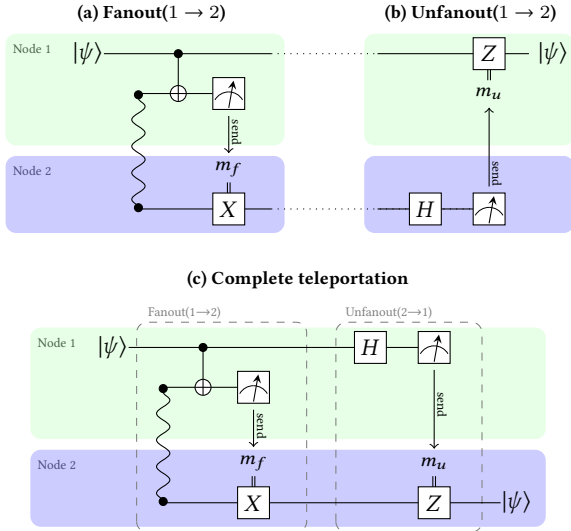 (a) Fanout(1 → 2)
(b) Unfanout(1 → 2)
Node 1
|ψ⟩
Z
|ψ⟩
m_u
send
m_f
send
Node 2
X
H
(c) Complete teleportation
Fanout(1→2)
Unfanout(2→1)
Node 1
|ψ⟩
H
send
send
Node 2
m_f
m_u
X
Z
|ψ⟩